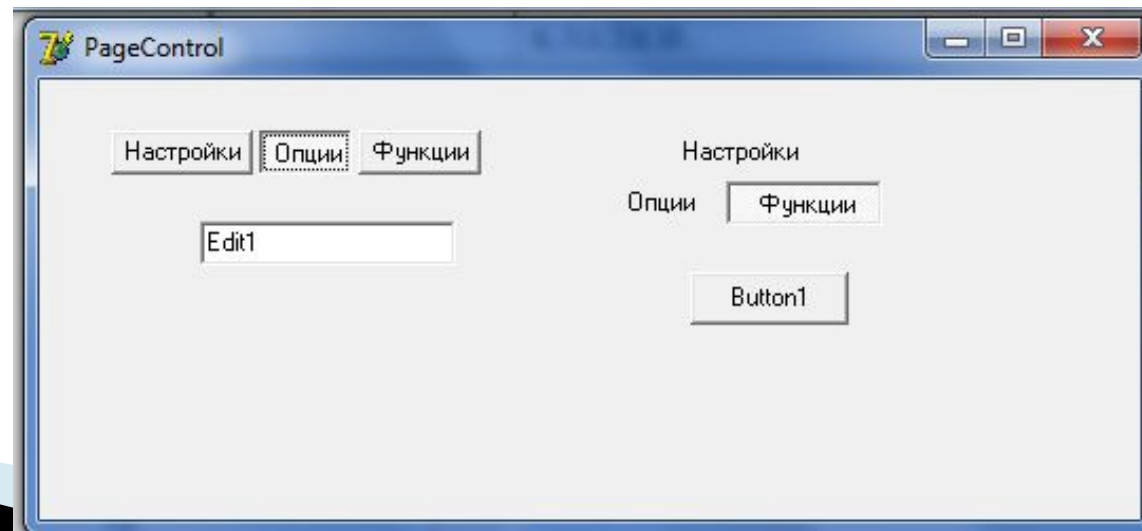 PageControl
Настройки Опции Функции
Edit1
Настройки
Опции Функции
Button1